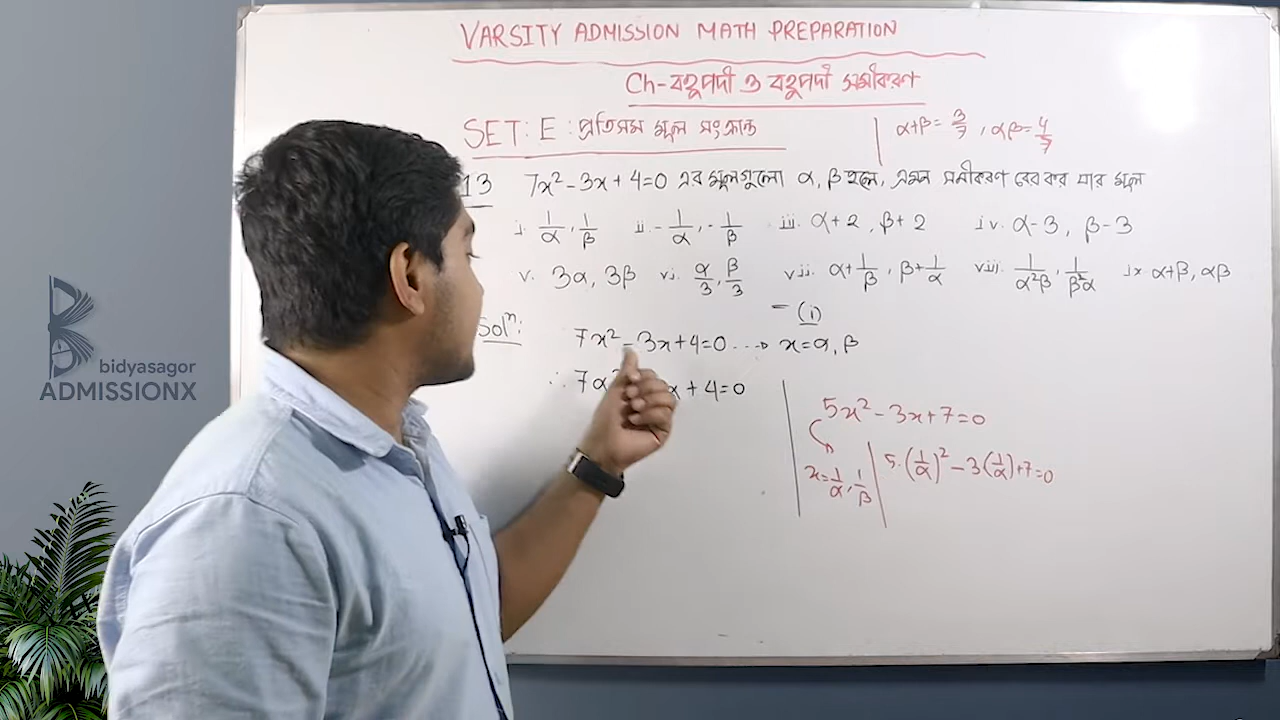 VARSITY ADMISSION MATH PREPARATION
Ch-বহুপদী ও বহুপদী সমীকরণ
SET: E : প্রতিসম মূল সংক্রান্ত
α+β= 3/7 , αβ= 4/7
13 7x² - 3x + 4 = 0 এর মূলগুলো α, β হলে, এমন সমীকরণ বের কর যার মূল
i. 1/α , 1/β ii. -1/α , -1/β iii. α+2 , β+2 iv. α-3, β-3
v. 3α, 3β vi. α/3 , β/3 vii. α+1/β , β+1/α viii. 1/α²β , 1/β²α ix α+β, αβ
- (i)
Solⁿ: 7x² - 3x + 4 = 0 ... → x = α, β
∴ 7α α + 4 = 0
5x² - 3x + 7 = 0
x = 1/α , 1/β 5. (1/α)² - 3(1/α) + 7 = 0
bidyasagor
ADMISSIONX